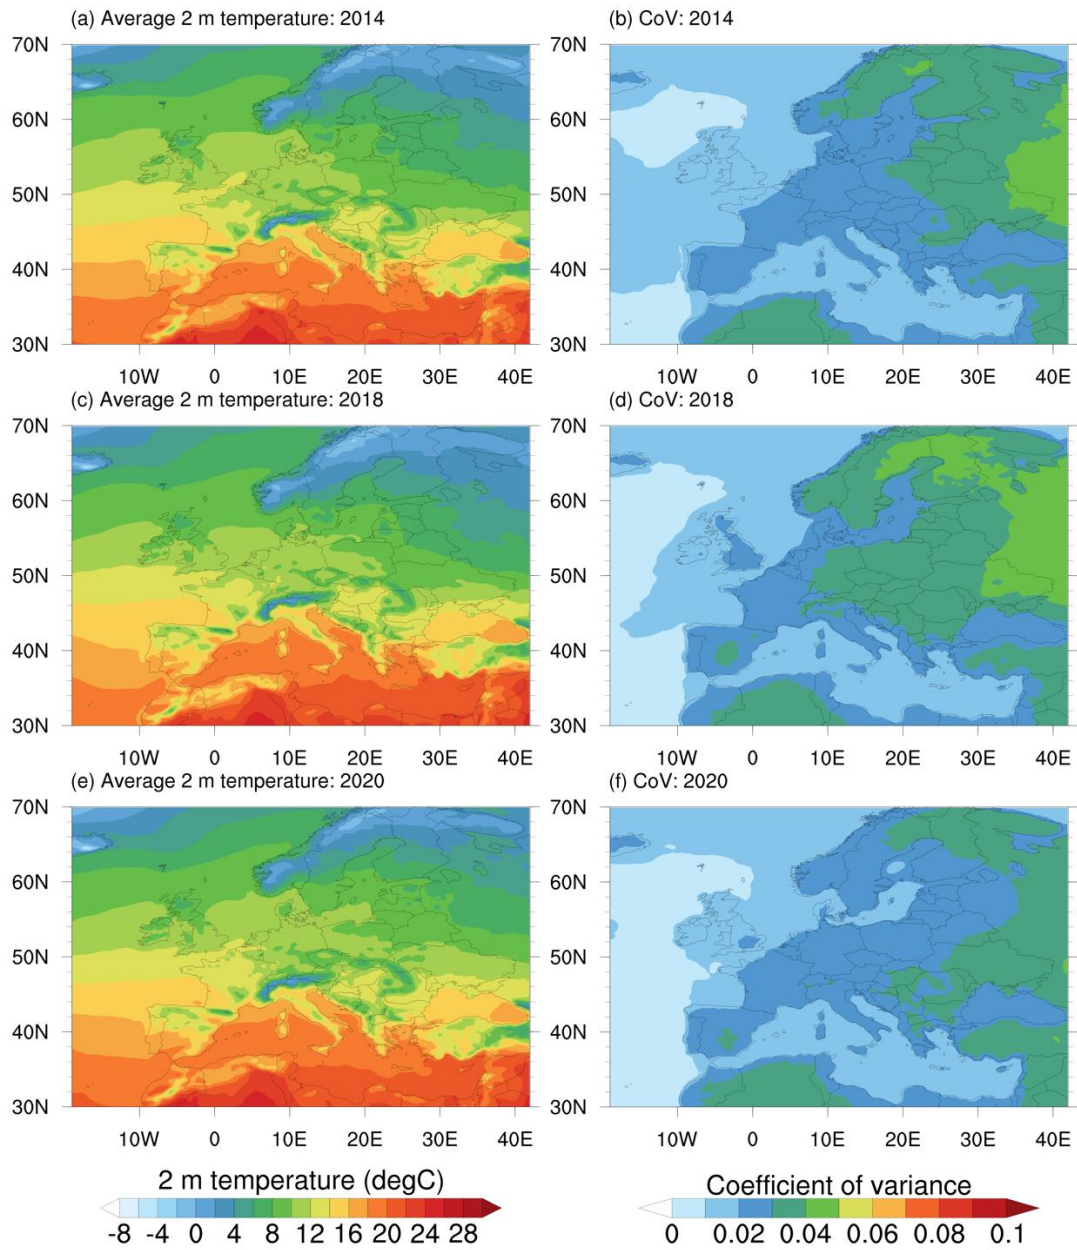 (a) Average 2 m temperature: 2014
(b) CoV: 2014
70N
60N
50N
40N
30N
10W 0 10E 20E 30E 40E
70N
60N
50N
40N
30N
10W 0 10E 20E 30E 40E
(c) Average 2 m temperature: 2018
(d) CoV: 2018
70N
60N
50N
40N
30N
10W 0 10E 20E 30E 40E
70N
60N
50N
40N
30N
10W 0 10E 20E 30E 40E
(e) Average 2 m temperature: 2020
(f) CoV: 2020
70N
60N
50N
40N
30N
10W 0 10E 20E 30E 40E
70N
60N
50N
40N
30N
10W 0 10E 20E 30E 40E
2 m temperature (degC)
-8 -4 0 4 8 12 16 20 24 28
Coefficient of variance
0 0.02 0.04 0.06 0.08 0.1